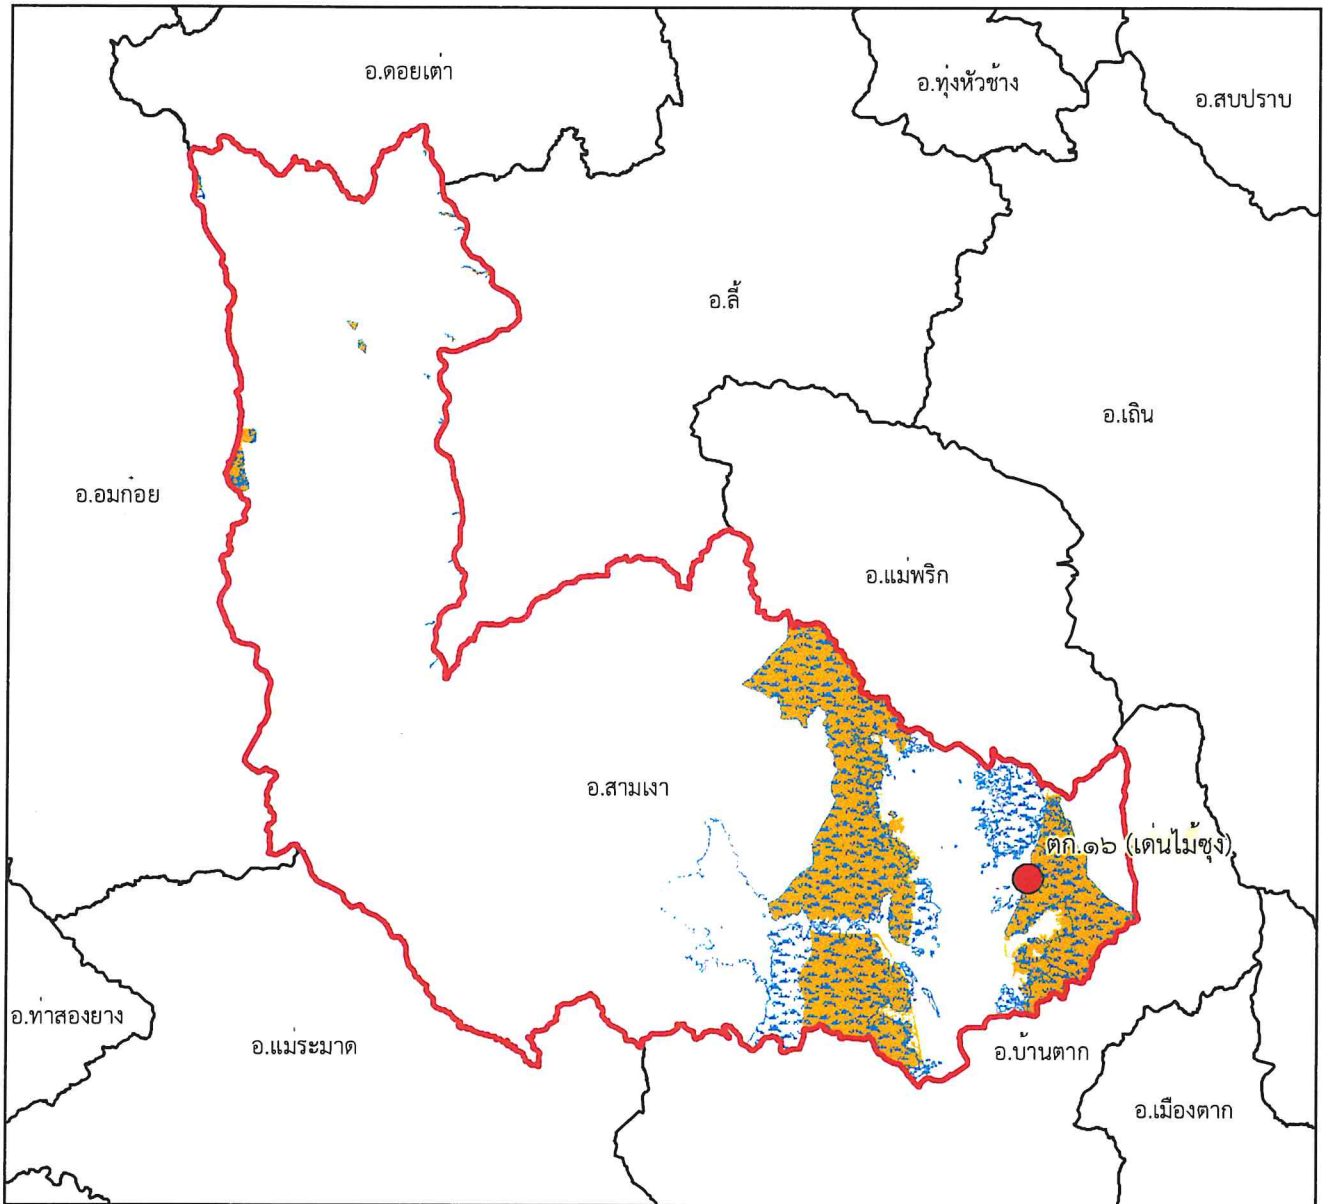 อ.ดอยเต่า
อ.ทุ่งหัวช้าง
อ.สบปราบ
อ.ลี้
อ.เถิน
อ.อมก๋อย
อ.แม่พริก
อ.สามเงา
ตก.๑๖ (เด่นไม้ซุง)
อ.ท่าสองยาง
อ.แม่ระมาด
อ.บ้านตาก
อ.เมืองตาก